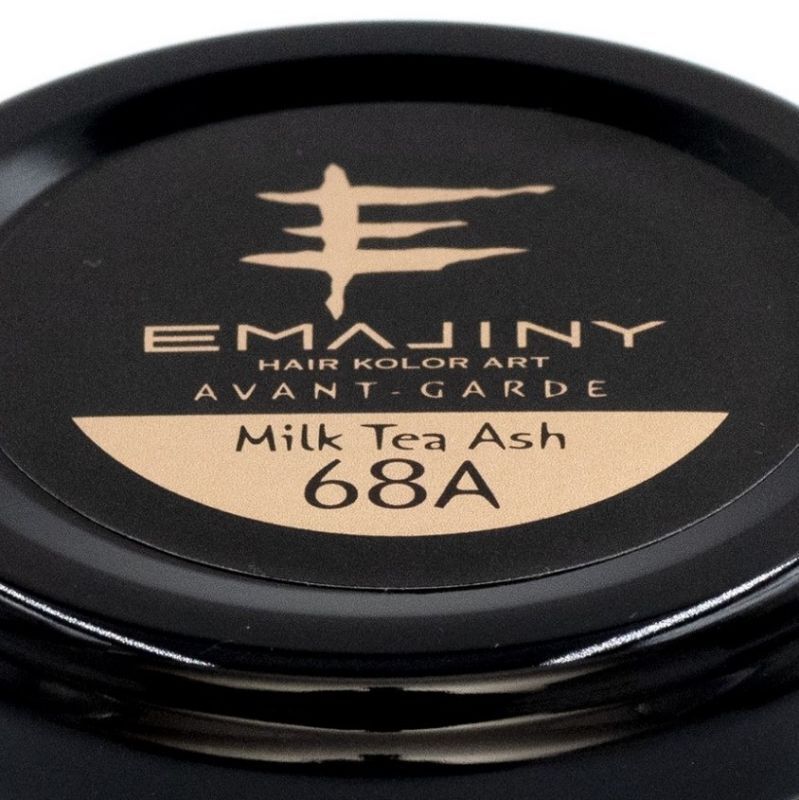 EMAJINY
HAIR KOLOR ART
AVANT-GARDE
Milk Tea Ash
68A